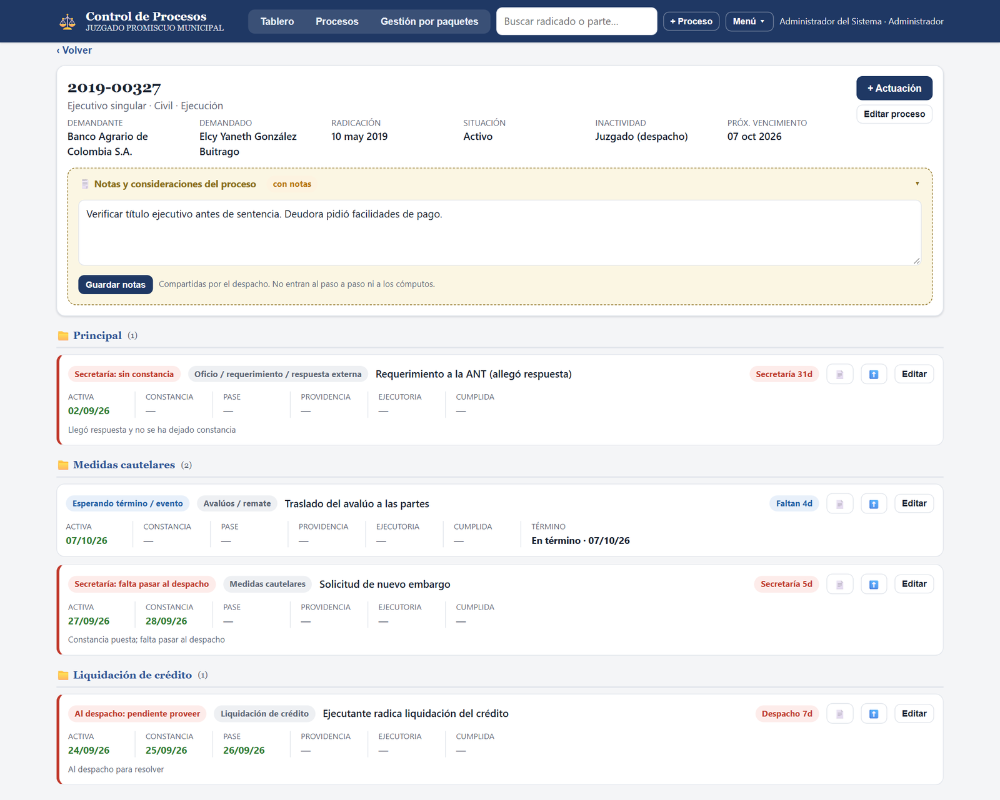 Control de Procesos
JUZGADO PROMISCUO MUNICIPAL
Tablero Procesos Gestión por paquetes Buscar radicado o parte... + Proceso Menú ▾ Administrador del Sistema · Administrador
‹ Volver
2019-00327
+ Actuación
Ejecutivo singular · Civil · Ejecución
Editar proceso
DEMANDANTE DEMANDADO RADICACIÓN SITUACIÓN INACTIVIDAD PRÓX. VENCIMIENTO
Banco Agrario de Elcy Yaneth González 10 may 2019 Activo Juzgado (despacho) 07 oct 2026
Colombia S.A. Buitrago
Notas y consideraciones del proceso con notas ▾
Verificar título ejecutivo antes de sentencia. Deudora pidió facilidades de pago.
Guardar notas Compartidas por el despacho. No entran al paso a paso ni a los cómputos.
Principal (1)
Secretaría: sin constancia Oficio / requerimiento / respuesta externa Requerimiento a la ANT (allegó respuesta) Secretaría 31d Editar
ACTIVA CONSTANCIA PASE PROVIDENCIA EJECUTORIA CUMPLIDA
02/09/26 — — — — —
Llegó respuesta y no se ha dejado constancia
Medidas cautelares (2)
Esperando término / evento Avalúos / remate Traslado del avalúo a las partes Faltan 4d Editar
ACTIVA CONSTANCIA PASE PROVIDENCIA EJECUTORIA CUMPLIDA TÉRMINO
07/10/26 — — — — — En término · 07/10/26
Secretaría: falta pasar al despacho Medidas cautelares Solicitud de nuevo embargo Secretaría 5d Editar
ACTIVA CONSTANCIA PASE PROVIDENCIA EJECUTORIA CUMPLIDA
27/09/26 28/09/26 — — — —
Constancia puesta; falta pasar al despacho
Liquidación de crédito (1)
Al despacho: pendiente proveer Liquidación de crédito Ejecutante radica liquidación del crédito Despacho 7d Editar
ACTIVA CONSTANCIA PASE PROVIDENCIA EJECUTORIA CUMPLIDA
24/09/26 25/09/26 26/09/26 — — —
Al despacho para resolver